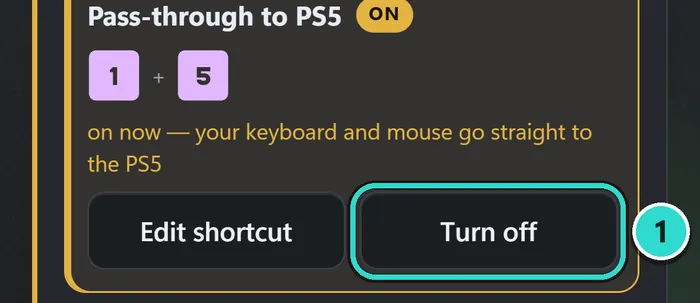 Pass-through to PS5 ON
1 + 5
on now — your keyboard and mouse go straight to
the PS5
Edit shortcut Turn off 1